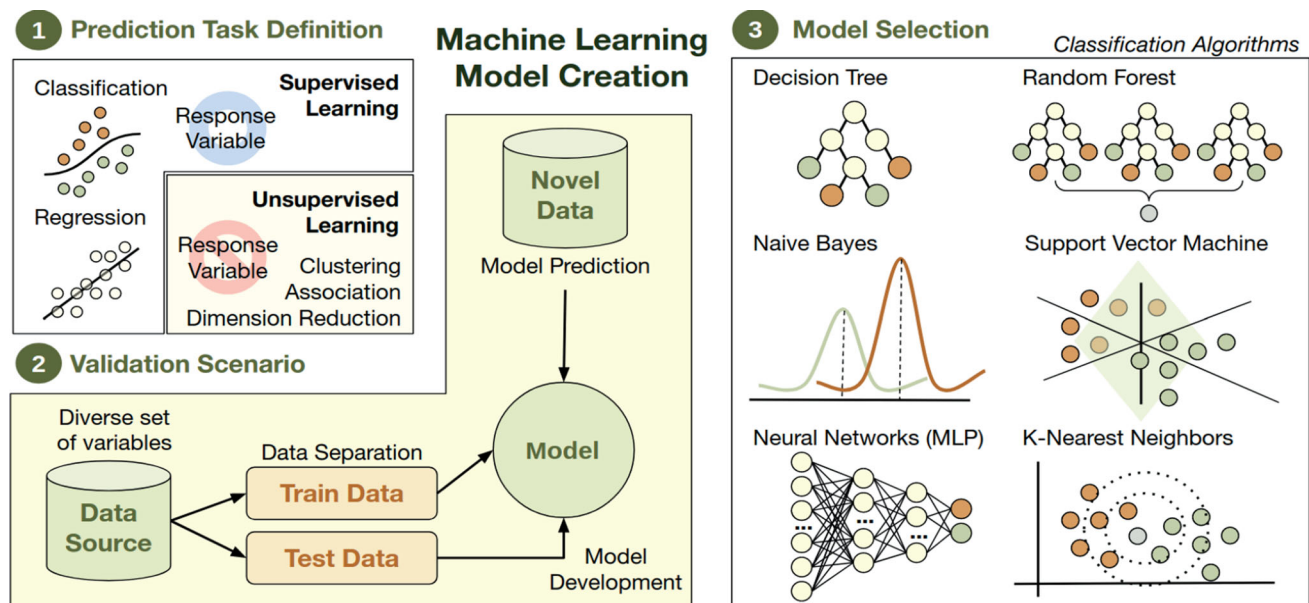 1 Prediction Task Definition
Machine Learning
Model Creation
Classification
Supervised
Learning
Response
Variable
Regression
Unsupervised
Learning
Response
Variable
Clustering
Association
Dimension Reduction
2 Validation Scenario
Diverse set
of variables
Data
Source
Data Separation
Train Data
Test Data
Novel
Data
Model Prediction
Model
Model
Development
3 Model Selection
Classification Algorithms
Decision Tree
Random Forest
Naive Bayes
Support Vector Machine
Neural Networks (MLP)
...
...
...
K-Nearest Neighbors